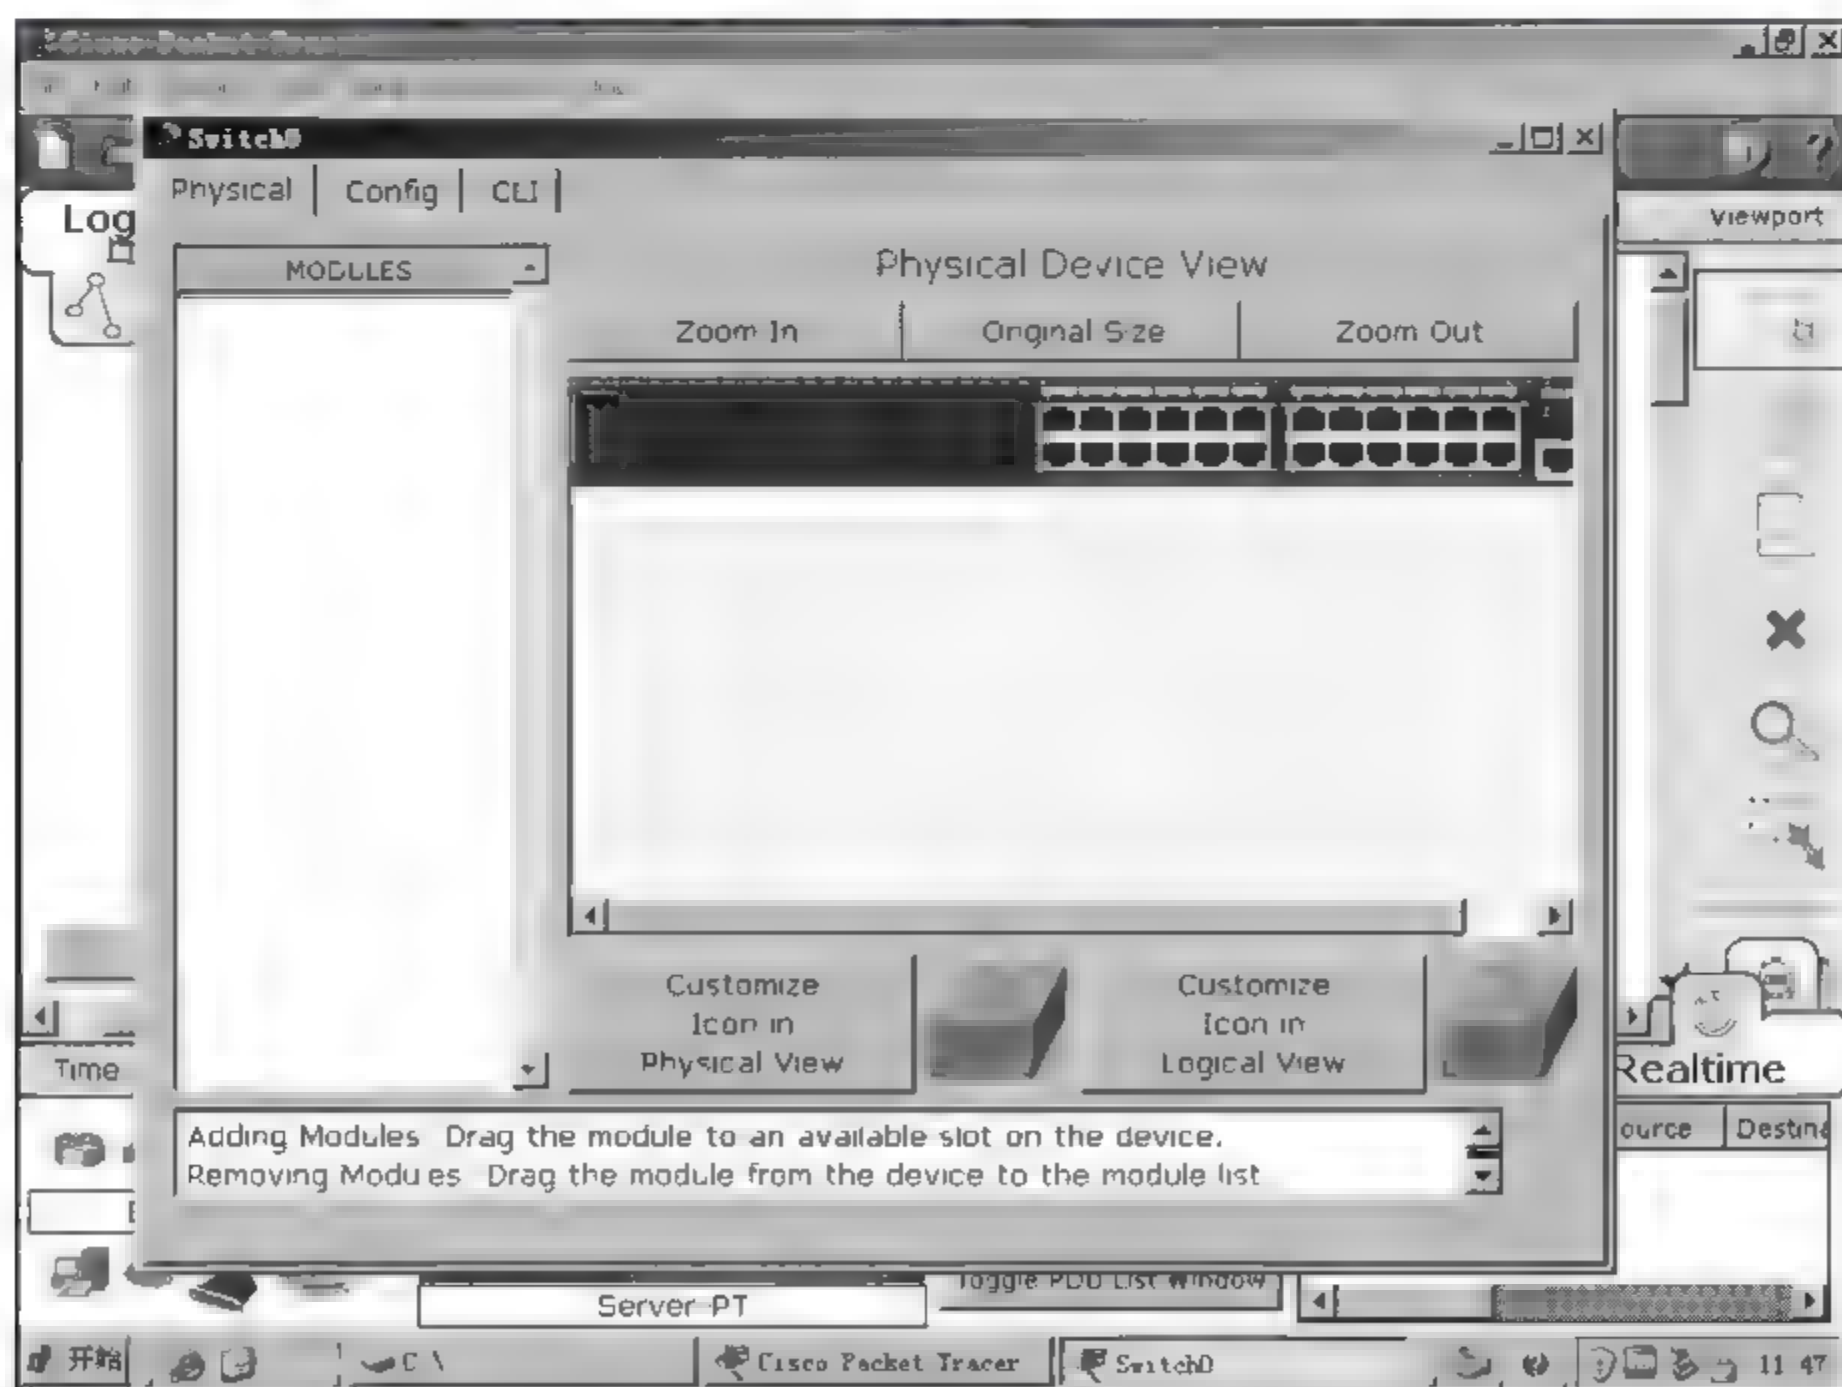 Switch0
Physical Config CLI
Log
Viewport
MODULES
Physical Device View
Zoom In Original Size Zoom Out
Customize
Icon in
Physical View
Customize
Icon in
Logical View
Time
Realtime
Adding Modules Drag the module to an available slot on the device.
Removing Modules Drag the module from the device to the module list
ource Destina
Toggle PDU List Window
Server-PT
开始 C:\ Cisco Packet Tracer Switch0 11:47